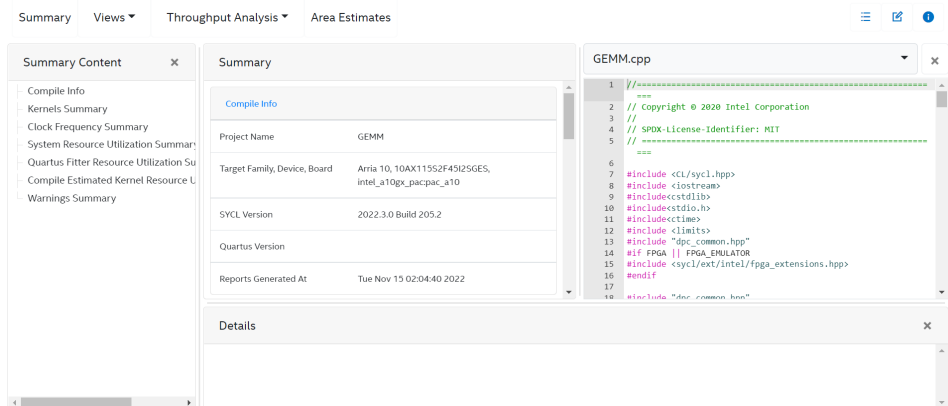 Summary Views Throughput Analysis Area Estimates
Summary Content
Compile Info
Kernels Summary
Clock Frequency Summary
System Resource Utilization Summary
Quartus Fitter Resource Utilization Su
Compile Estimated Kernel Resource U
Warnings Summary
Summary
Compile Info
Project Name GEMM
Target Family, Device, Board Arria 10, 10AX115S2F45I2SGES,
intel_a10gx_pac:pac_a10
SYCL Version 2022.3.0 Build 205.2
Quartus Version
Reports Generated At Tue Nov 15 02:04:40 2022
GEMM.cpp
1 //==========================================================
===
2 // Copyright © 2020 Intel Corporation
3 //
4 // SPDX-License-Identifier: MIT
5 // =========================================================
===
6
7 #include <CL/sycl.hpp>
8 #include <iostream>
9 #include<cstdlib>
10 #include<stdio.h>
11 #include<ctime>
12 #include <limits>
13 #include "dpc_common.hpp"
14 #if FPGA || FPGA_EMULATOR
15 #include <sycl/ext/intel/fpga_extensions.hpp>
16 #endif
17
18 #include "dpc_common.hpp"
Details